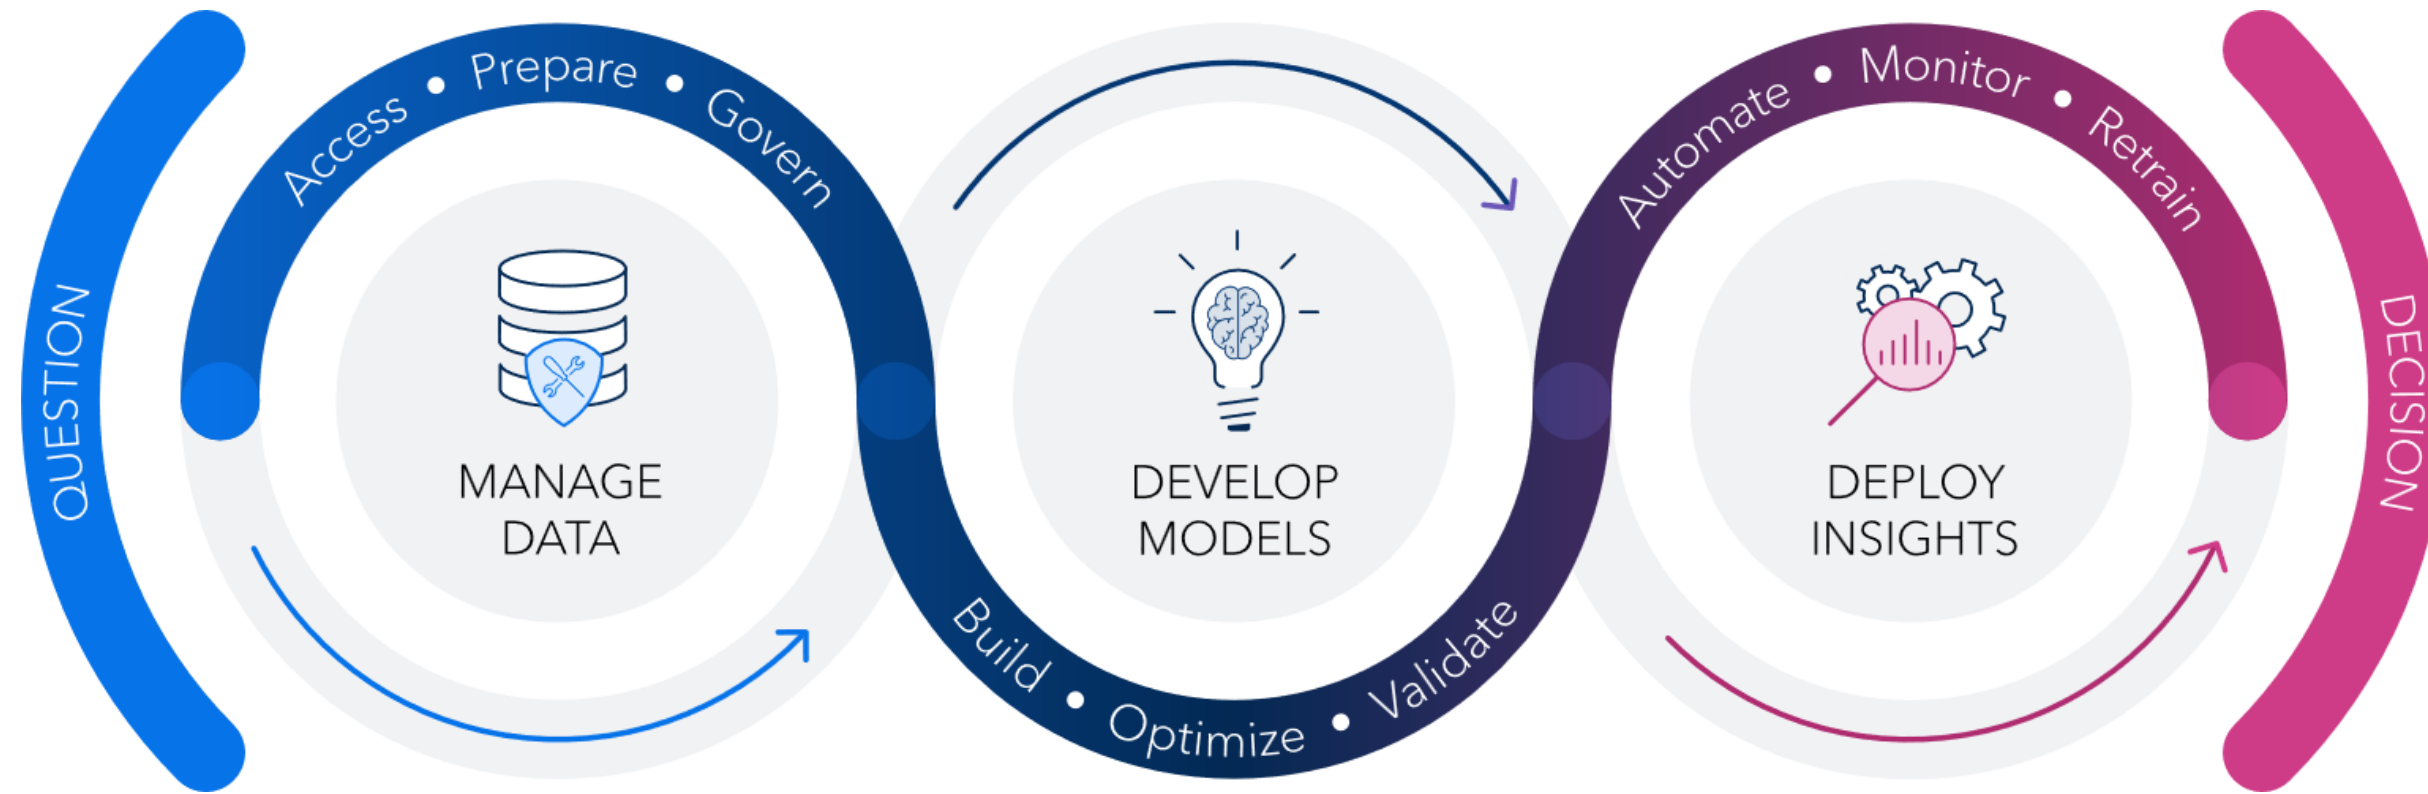 QUESTION
Access • Prepare • Govern
MANAGE
DATA
DEVELOP
MODELS
Build • Optimize • Validate
Automate • Monitor • Retrain
DEPLOY
INSIGHTS
DECISION